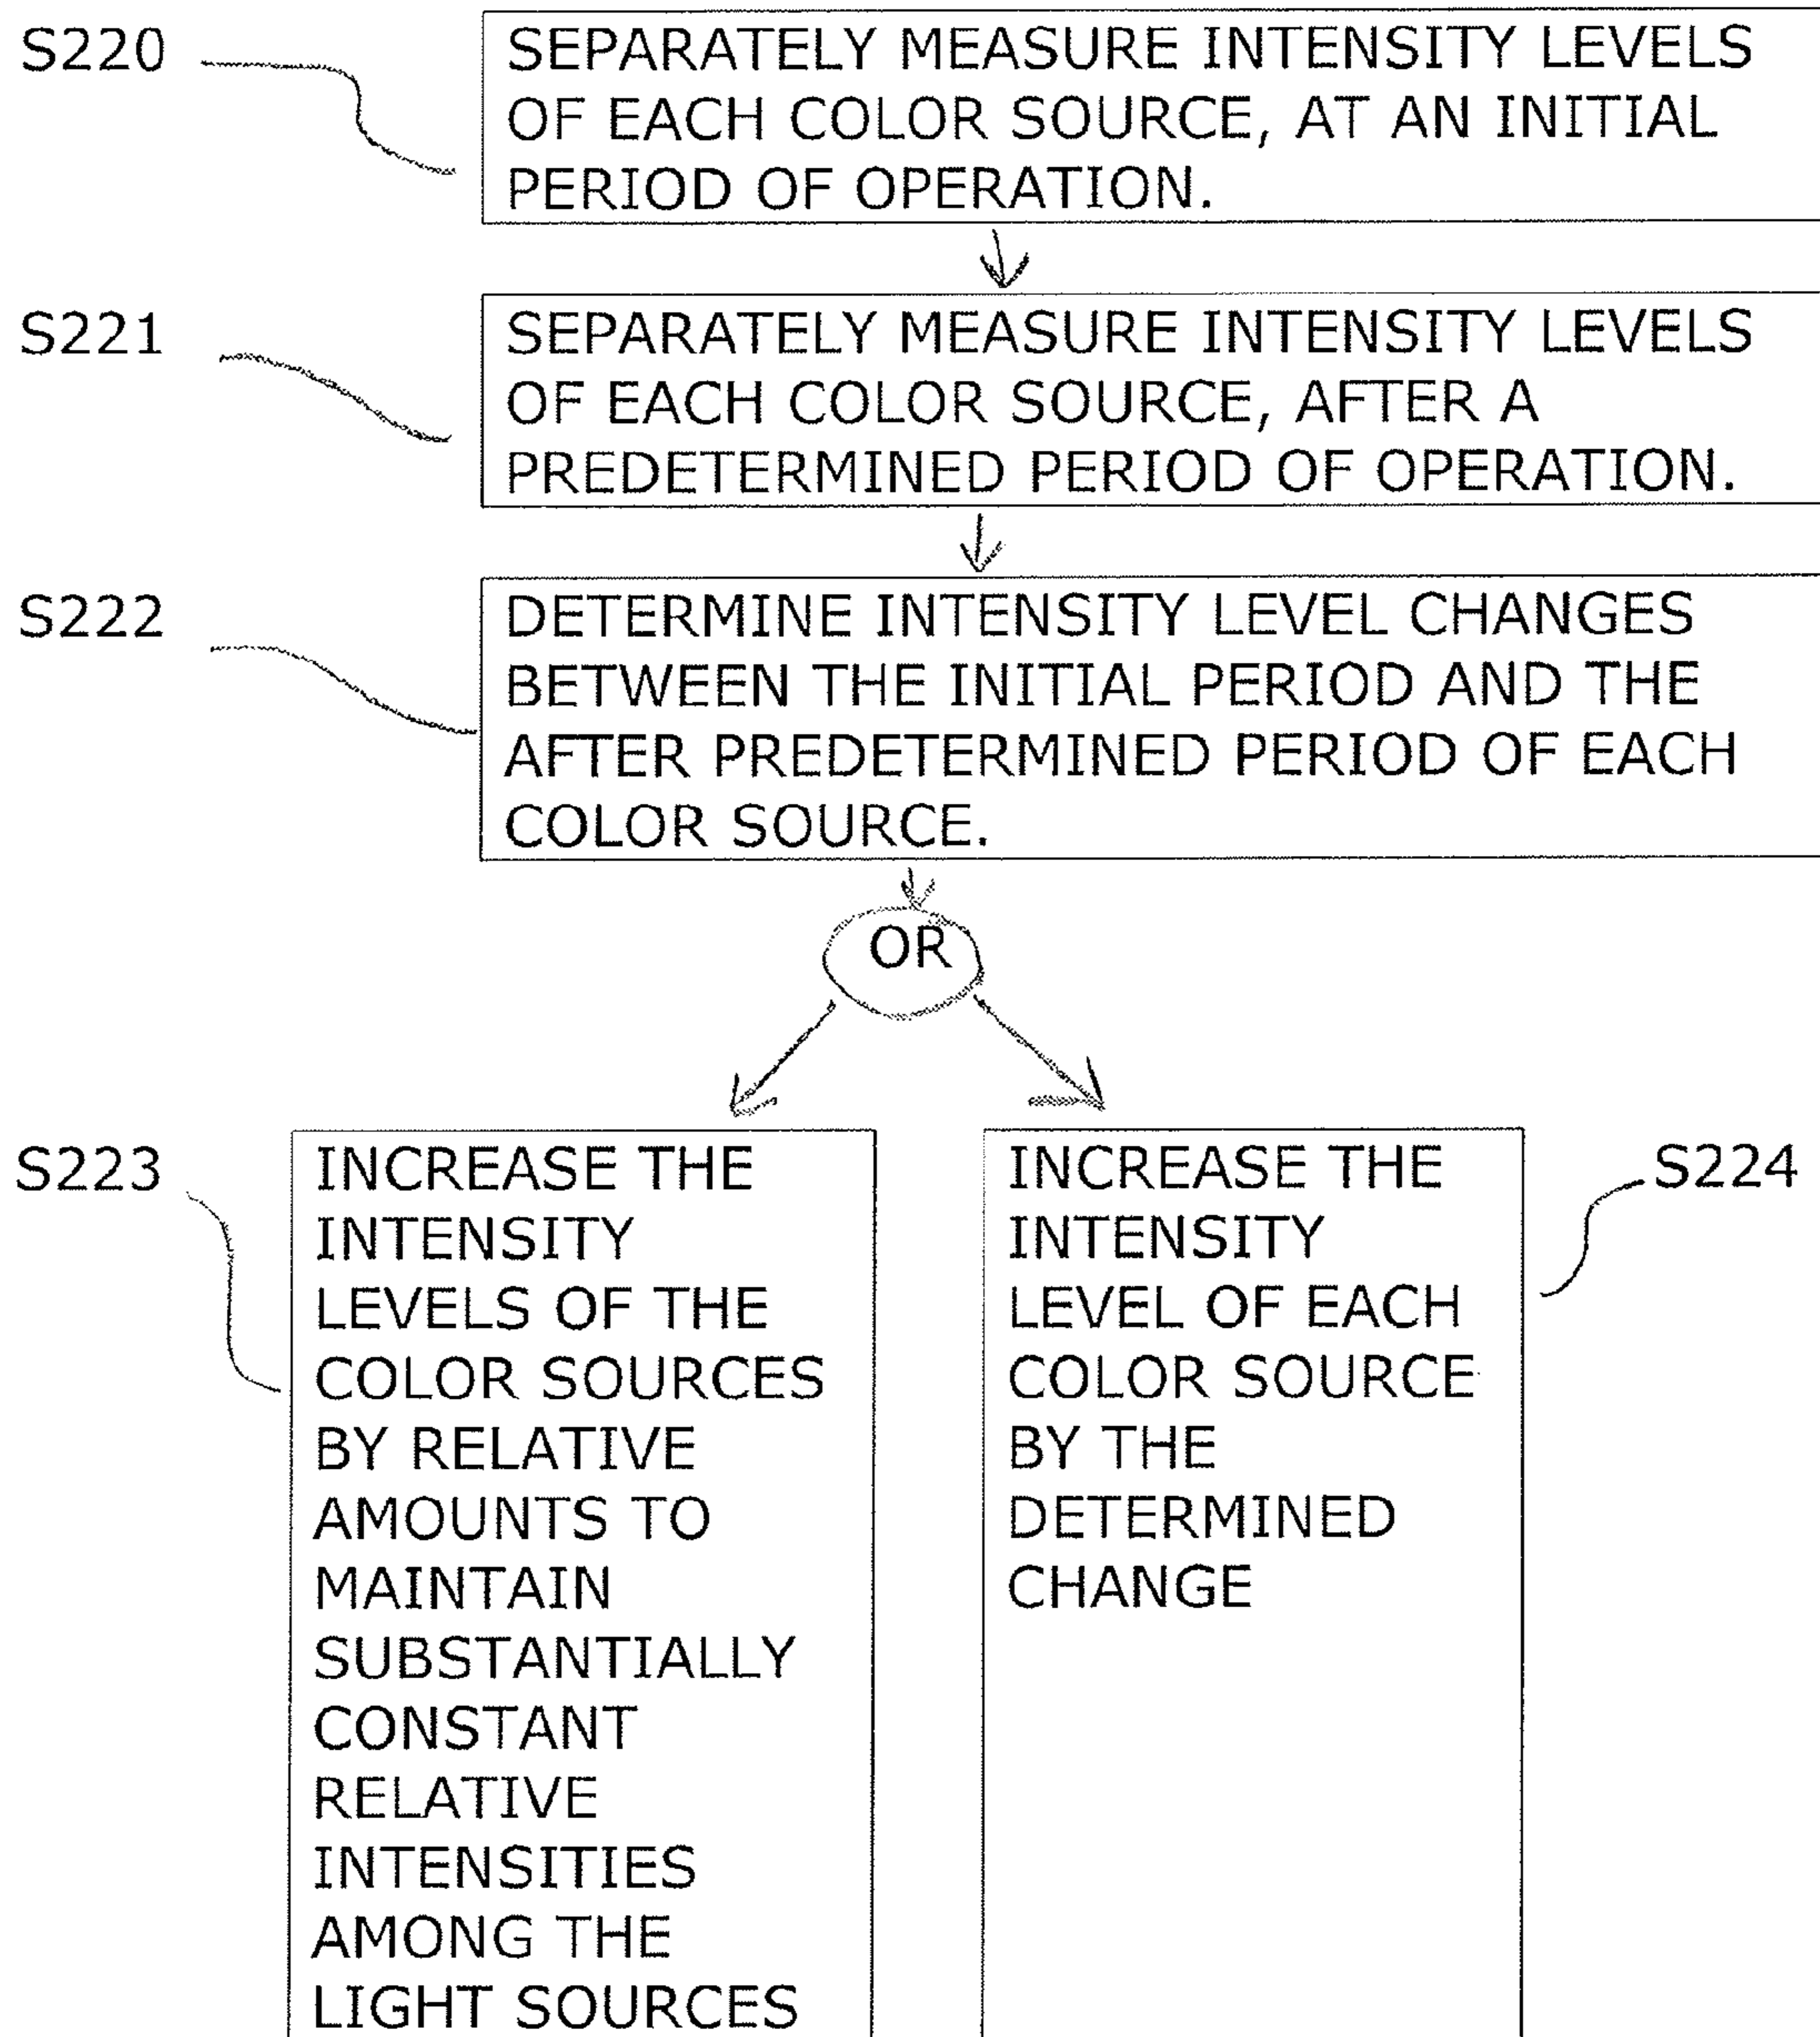 S220
SEPARATELY MEASURE INTENSITY LEVELS
OF EACH COLOR SOURCE, AT AN INITIAL
PERIOD OF OPERATION.
S221
SEPARATELY MEASURE INTENSITY LEVELS
OF EACH COLOR SOURCE, AFTER A
PREDETERMINED PERIOD OF OPERATION.
S222
DETERMINE INTENSITY LEVEL CHANGES
BETWEEN THE INITIAL PERIOD AND THE
AFTER PREDETERMINED PERIOD OF EACH
COLOR SOURCE.
OR
S223
INCREASE THE
INTENSITY
LEVELS OF THE
COLOR SOURCES
BY RELATIVE
AMOUNTS TO
MAINTAIN
SUBSTANTIALLY
CONSTANT
RELATIVE
INTENSITIES
AMONG THE
LIGHT SOURCES
INCREASE THE
INTENSITY
LEVEL OF EACH
COLOR SOURCE
BY THE
DETERMINED
CHANGE
S224